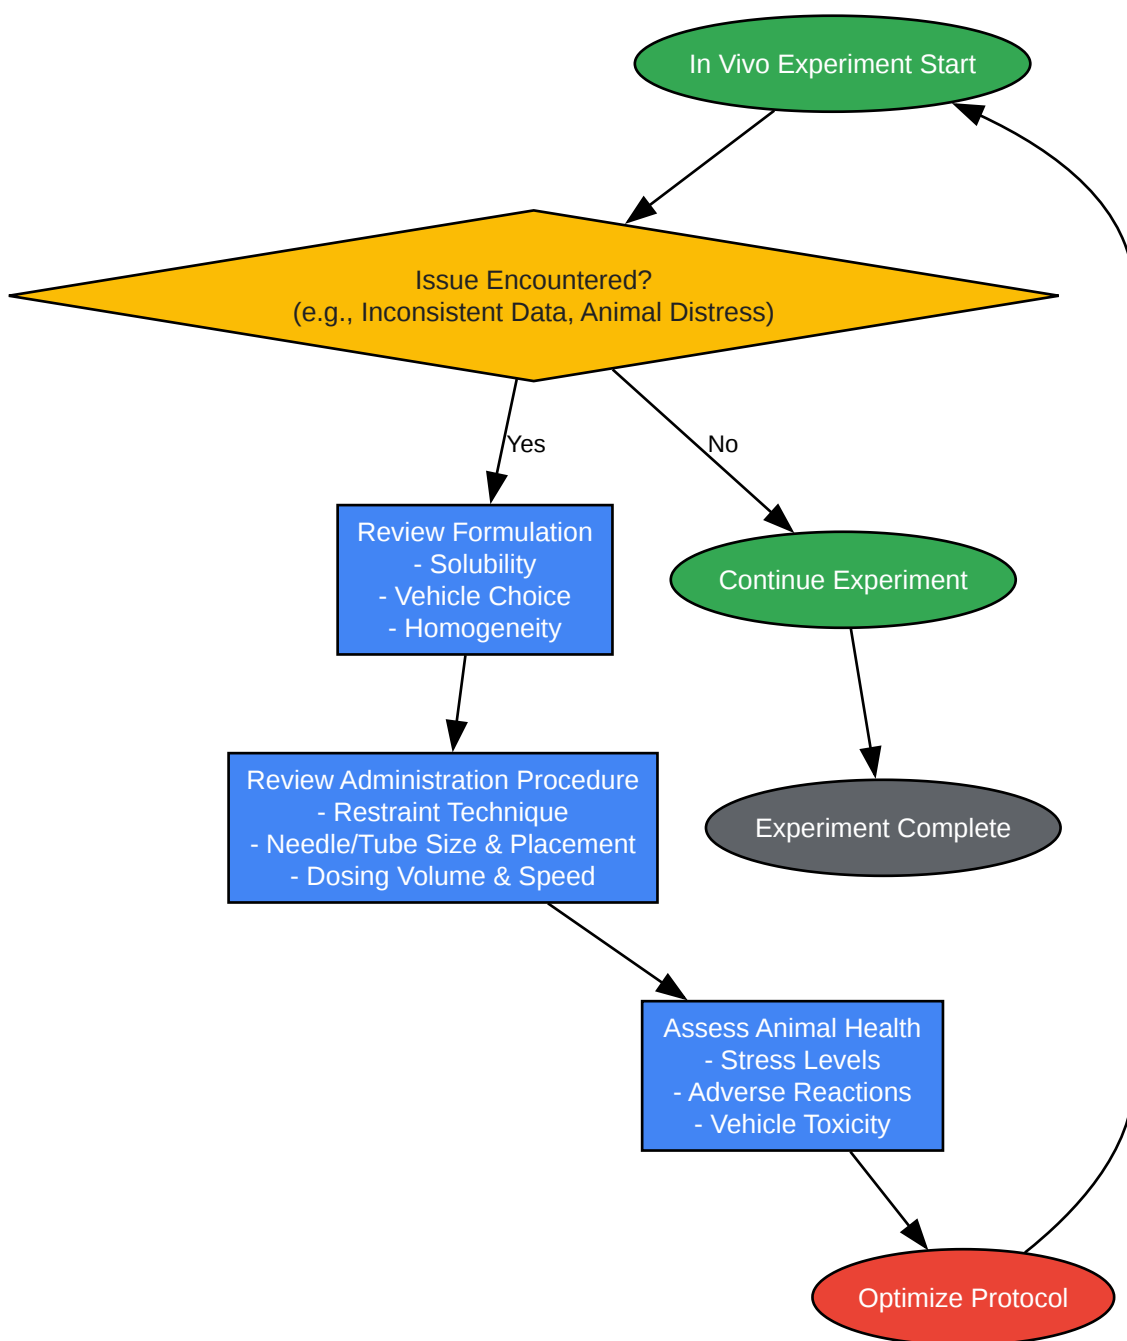 In Vivo Experiment Start
Issue Encountered?
(e.g., Inconsistent Data, Animal Distress)
Yes
No
Review Formulation
- Solubility
- Vehicle Choice
- Homogeneity
Continue Experiment
Review Administration Procedure
- Restraint Technique
- Needle/Tube Size & Placement
- Dosing Volume & Speed
Experiment Complete
Assess Animal Health
- Stress Levels
- Adverse Reactions
- Vehicle Toxicity
Optimize Protocol